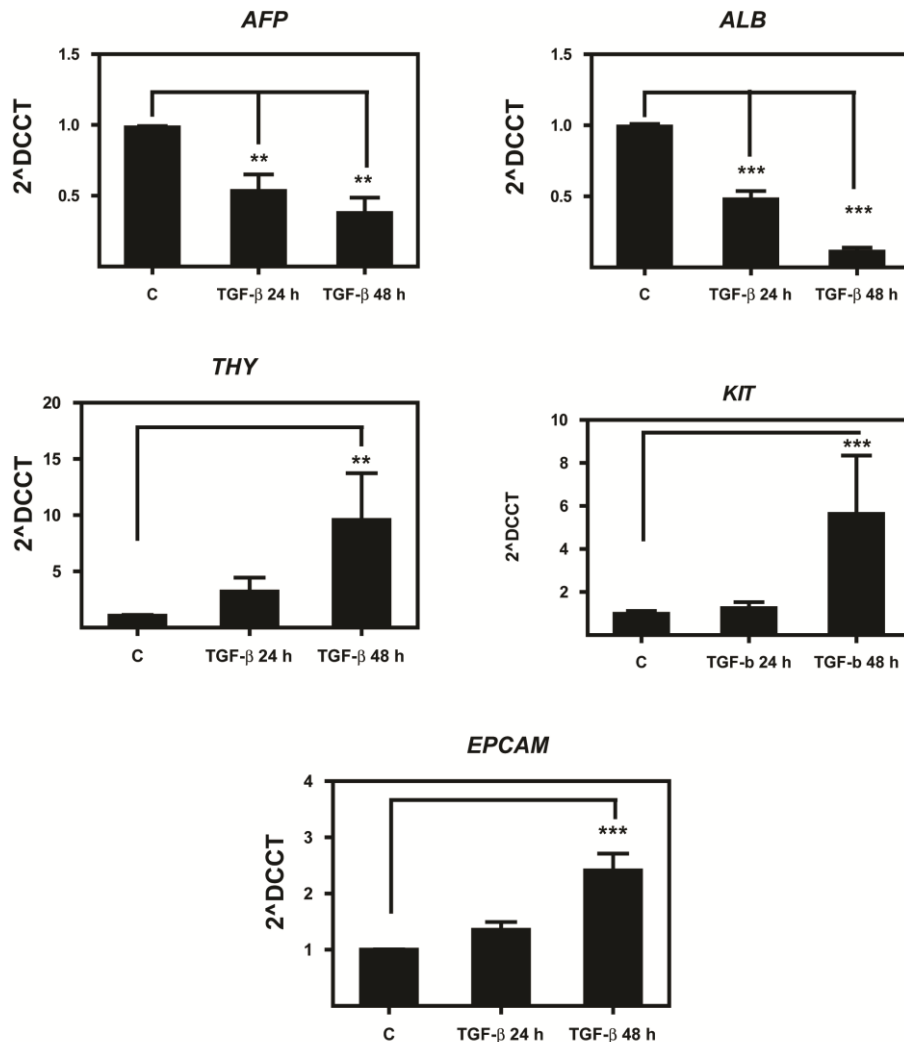 AFP
2^DCCT
1.5
1.0
0.5
**
**
C
TGF-β 24 h
TGF-β 48 h
ALB
2^DCCT
1.5
1.0
0.5
***
***
C
TGF-β 24 h
TGF-β 48 h
THY
2^DCCT
20
15
10
5
**
C
TGF-β 24 h
TGF-β 48 h
KIT
2^DCCT
10
8
6
4
2
***
C
TGF-b 24 h
TGF-b 48 h
EPCAM
2^DCCT
4
3
2
1
***
C
TGF-β 24 h
TGF-β 48 h